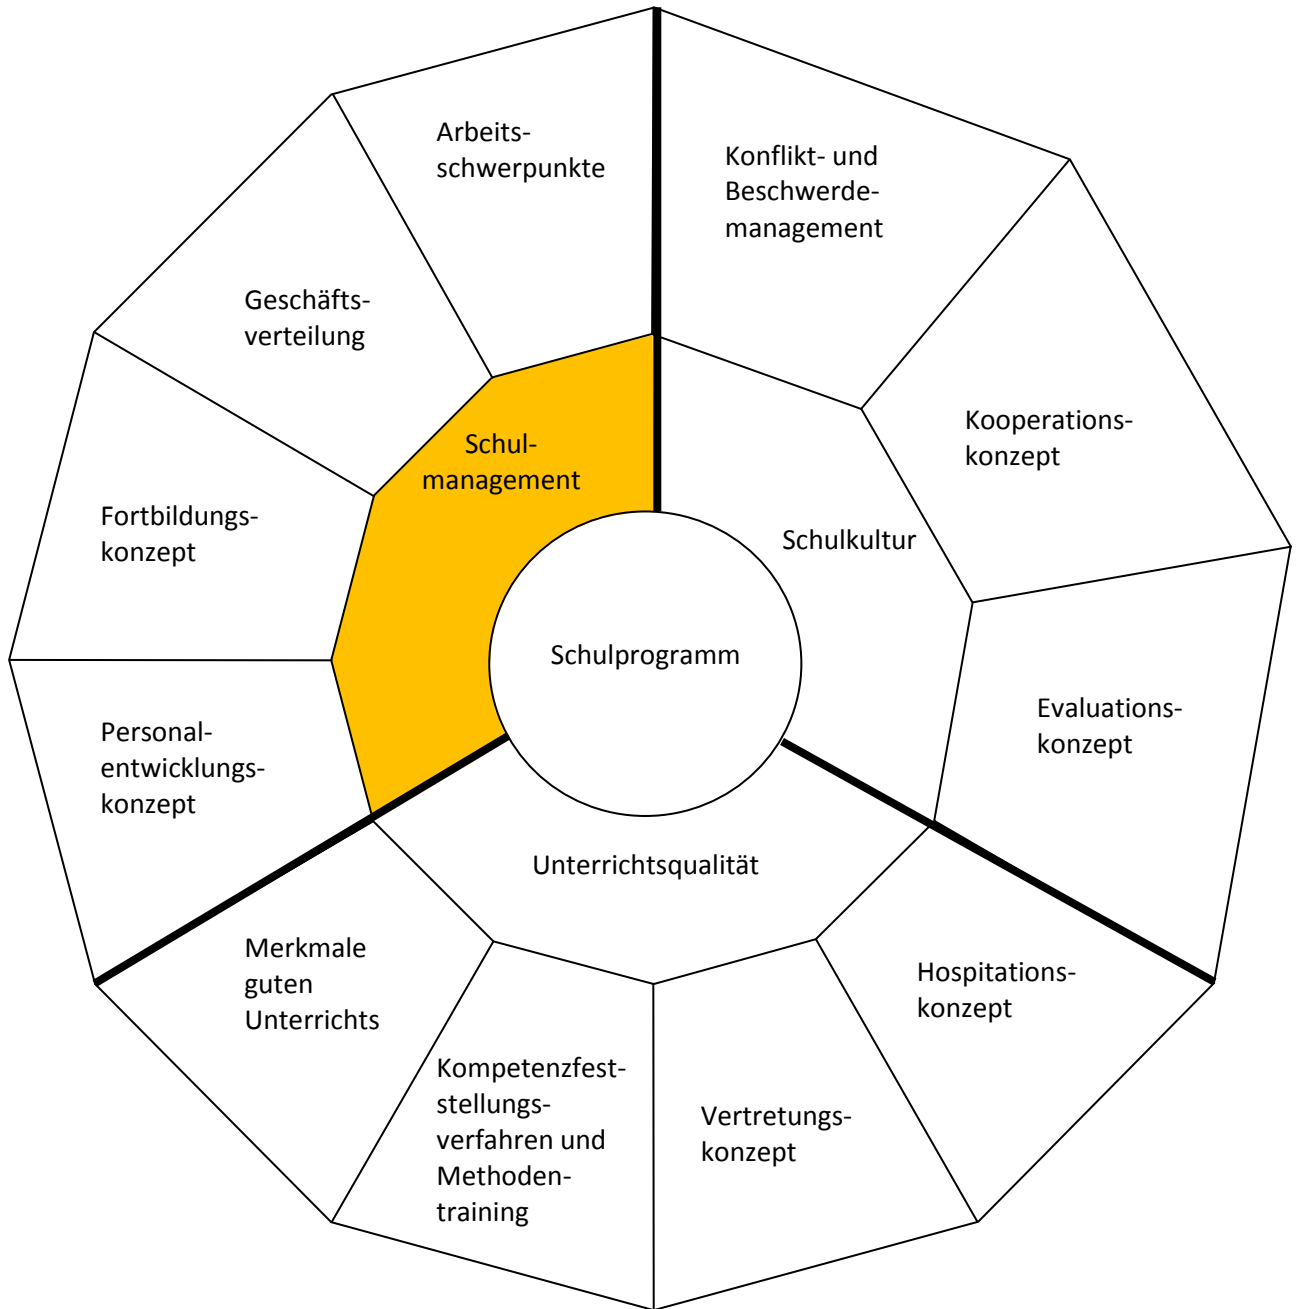 Arbeits-
schwerpunkte
Konflikt- und
Beschwerde-
management
Geschäfts-
verteilung
Kooperations-
konzept
Schul-
management
Fortbildungs-
konzept
Schulkultur
Schulprogramm
Personal-
entwicklungs-
konzept
Evaluations-
konzept
Unterrichtsqualität
Merkmale
guten
Unterrichts
Hospitations-
konzept
Kompetenzfest-
stellungs-
verfahren und
Methoden-
training
Vertretungs-
konzept